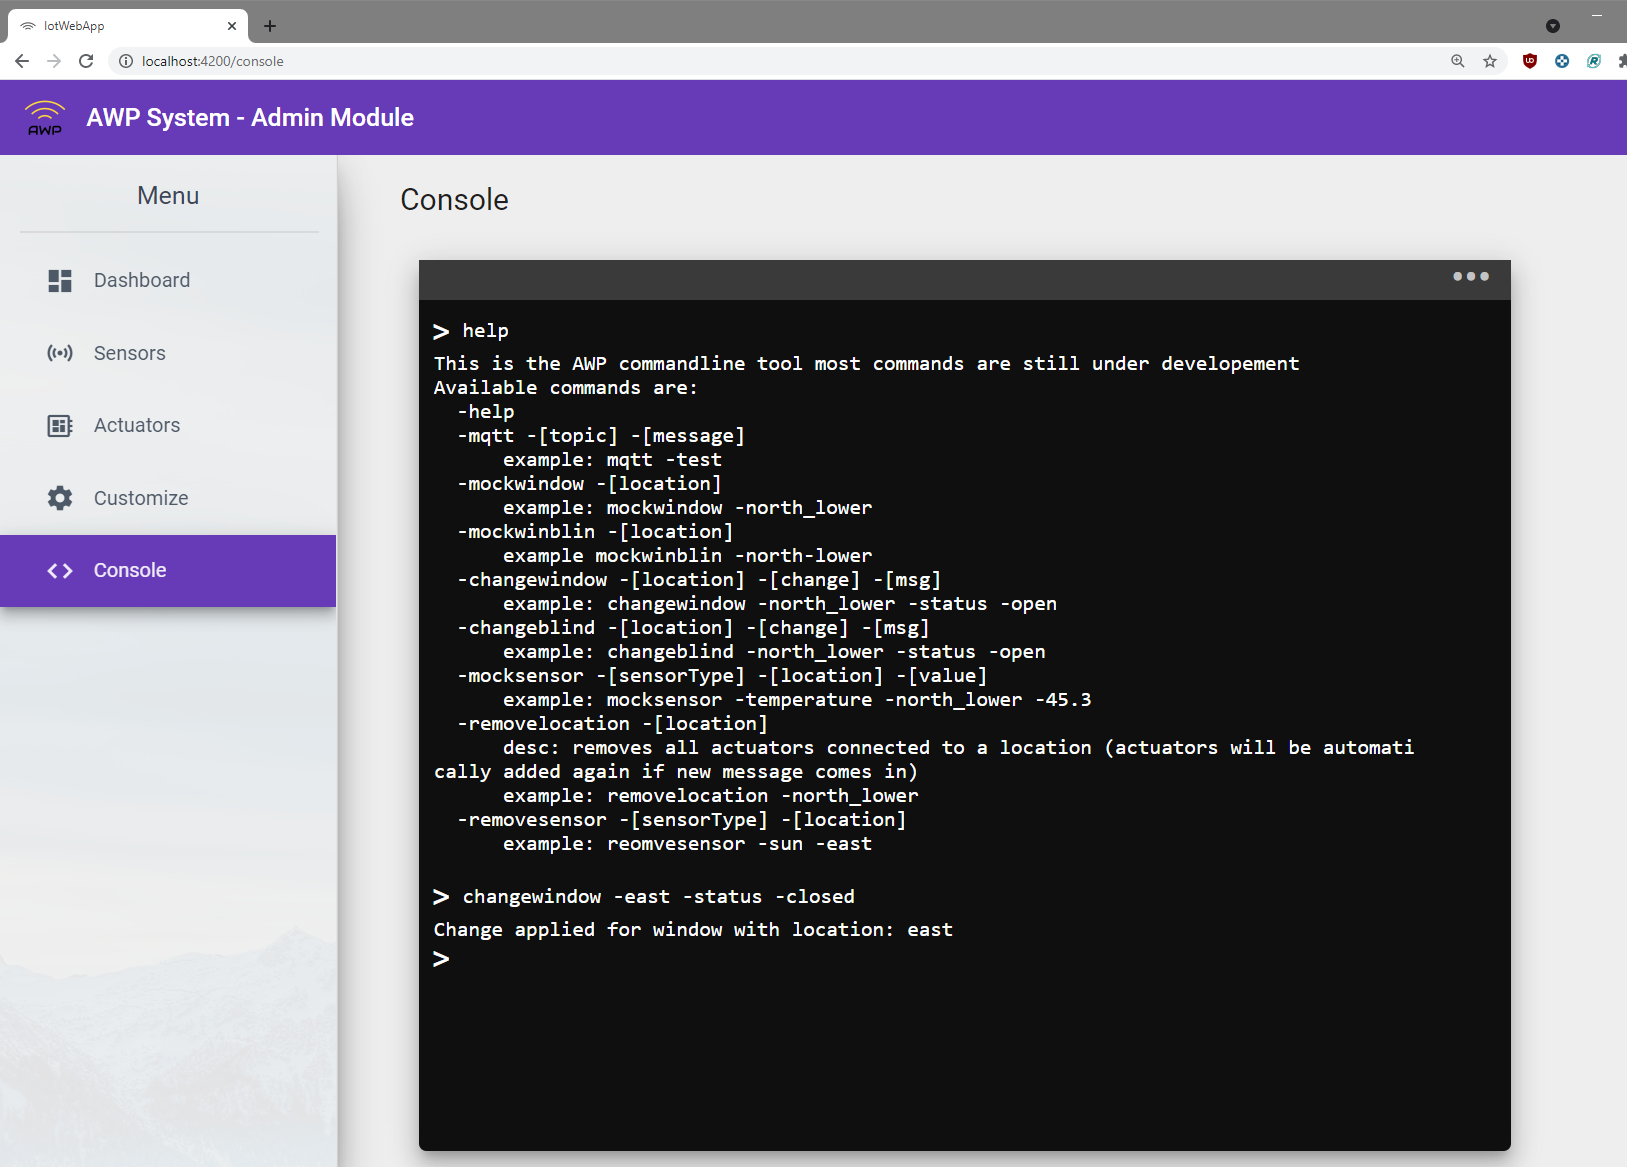 IotWebApp
localhost:4200/console
AWP
AWP System - Admin Module
Menu
Dashboard
Sensors
Actuators
Customize
Console
Console
> help
This is the AWP commandline tool most commands are still under developement
Available commands are:
-help
-mqtt -[topic] -[message]
example: mqtt -test
-mockwindow -[location]
example: mockwindow -north_lower
-mockwinblin -[location]
example mockwinblin -north-lower
-changewindow -[location] -[change] -[msg]
example: changewindow -north_lower -status -open
-changeblind -[location] -[change] -[msg]
example: changeblind -north_lower -status -open
-mocksensor -[sensorType] -[location] -[value]
example: mocksensor -temperature -north_lower -45.3
-removelocation -[location]
desc: removes all actuators connected to a location (actuators will be automati
cally added again if new message comes in)
example: removelocation -north_lower
-removesensor -[sensorType] -[location]
example: reomvesensor -sun -east
> changewindow -east -status -closed
Change applied for window with location: east
>